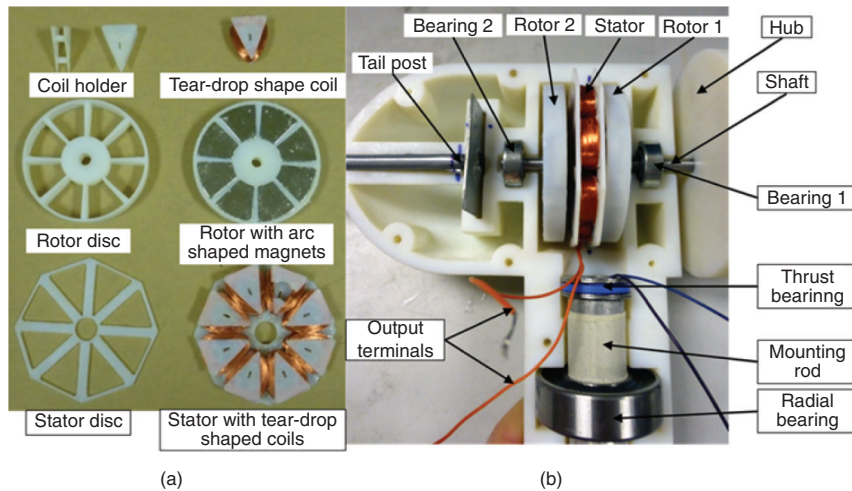 Coil holder
Tear-drop shape coil
Rotor disc
Rotor with arc
shaped magnets
Stator disc
Stator with tear-drop
shaped coils
(a)
Bearing 2
Rotor 2
Stator
Rotor 1
Hub
Tail post
Shaft
Bearing 1
Thrust
bearinng
Output
terminals
Mounting
rod
Radial
bearing
(b)